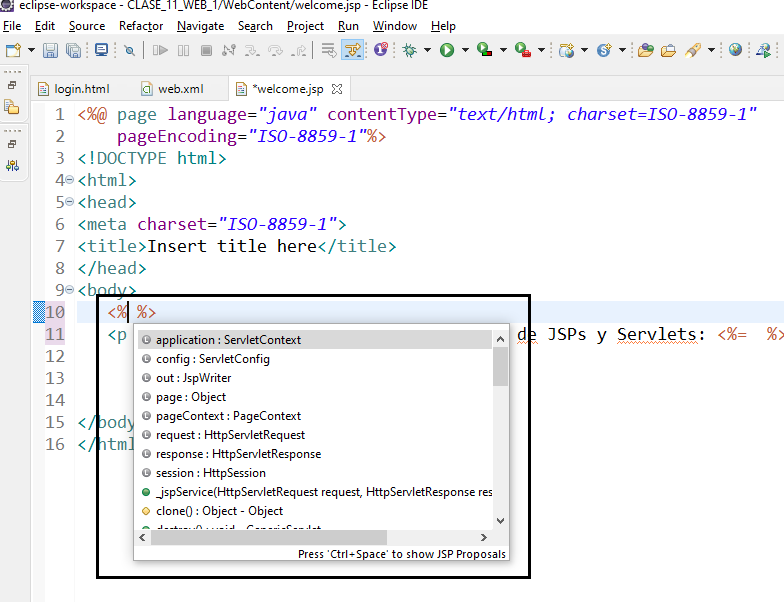 eclipse-workspace - CLASE_11_WEB_1/WebContent/welcome.jsp - Eclipse IDE
File Edit Source Refactor Navigate Search Project Run Window Help
login.html web.xml *welcome.jsp
1 <%@ page language="java" contentType="text/html; charset=ISO-8859-1"
2 pageEncoding="ISO-8859-1"%>
3 <!DOCTYPE html>
4 <html>
5 <head>
6 <meta charset="ISO-8859-1">
7 <title>Insert title here</title>
8 </head>
9 <body>
10 <% %>
11 <p de JSPs y Servlets: <%= %>
12
13
14
15 </body
16 </html
application : ServletContext
config : ServletConfig
out : JspWriter
page : Object
pageContext : PageContext
request : HttpServletRequest
response : HttpServletResponse
session : HttpSession
_jspService(HttpServletRequest request, HttpServletResponse res
clone() : Object - Object
destroy() : void - GenericServlet
Press 'Ctrl+Space' to show JSP Proposals